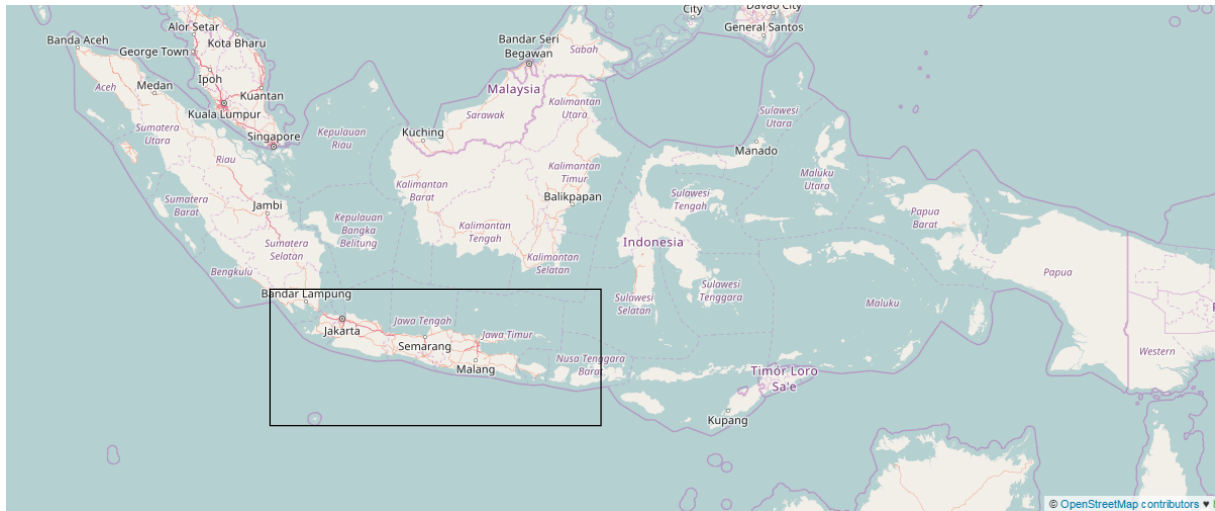 City
Davao City
General Santos
Banda Aceh
Alor Setar
Kota Bharu
George Town
Bandar Seri
Begawan
Sabah
Aceh
Medan
Ipoh
Kuantan
Kuala Lumpur
Malaysia
Kalimantan
Utara
Sulawesi
Utara
Sumatera
Utara
Singapore
Kepulauan
Riau
Kuching
Sarawak
Manado
Riau
Kalimantan
Timur
Maluku
Utara
Sumatera
Barat
Jambi
Kalimantan
Barat
Balikpapan
Sulawesi
Tengah
Kepulauan
Bangka
Belitung
Kalimantan
Tengah
Papua
Barat
Sumatera
Selatan
Indonesia
Bengkulu
Kalimantan
Selatan
Papua
Bandar Lampung
Sulawesi
Selatan
Sulawesi
Tenggara
Maluku
Jakarta
Jawa Tengah
Semarang
Jawa Timur
Malang
Nusa Tenggara
Barat
Timor Loro
Sa'e
Western
Kupang
© OpenStreetMap contributors ♥